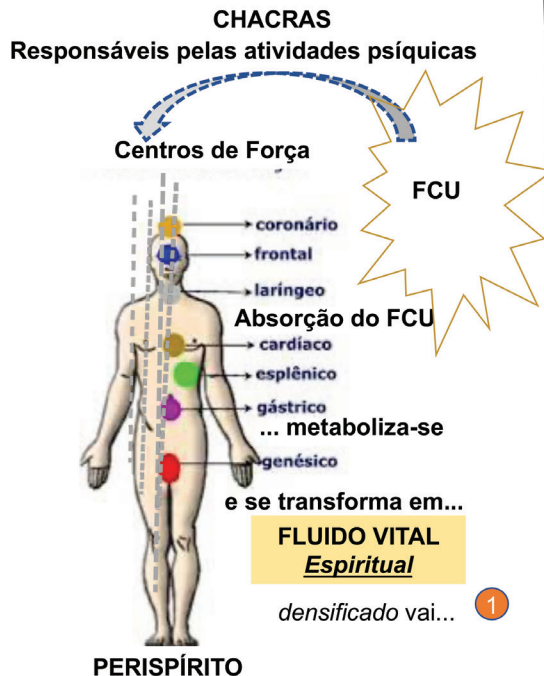 CHACRAS
Responsáveis pelas atividades psíquicas
Centros de Força
FCU
coronário
frontal
laríngeo
Absorção do FCU
cardíaco
esplênico
gástrico
... metaboliza-se
genésico
e se transforma em...
FLUIDO VITAL
Espiritual
densificado vai...
1
PERISPÍRITO